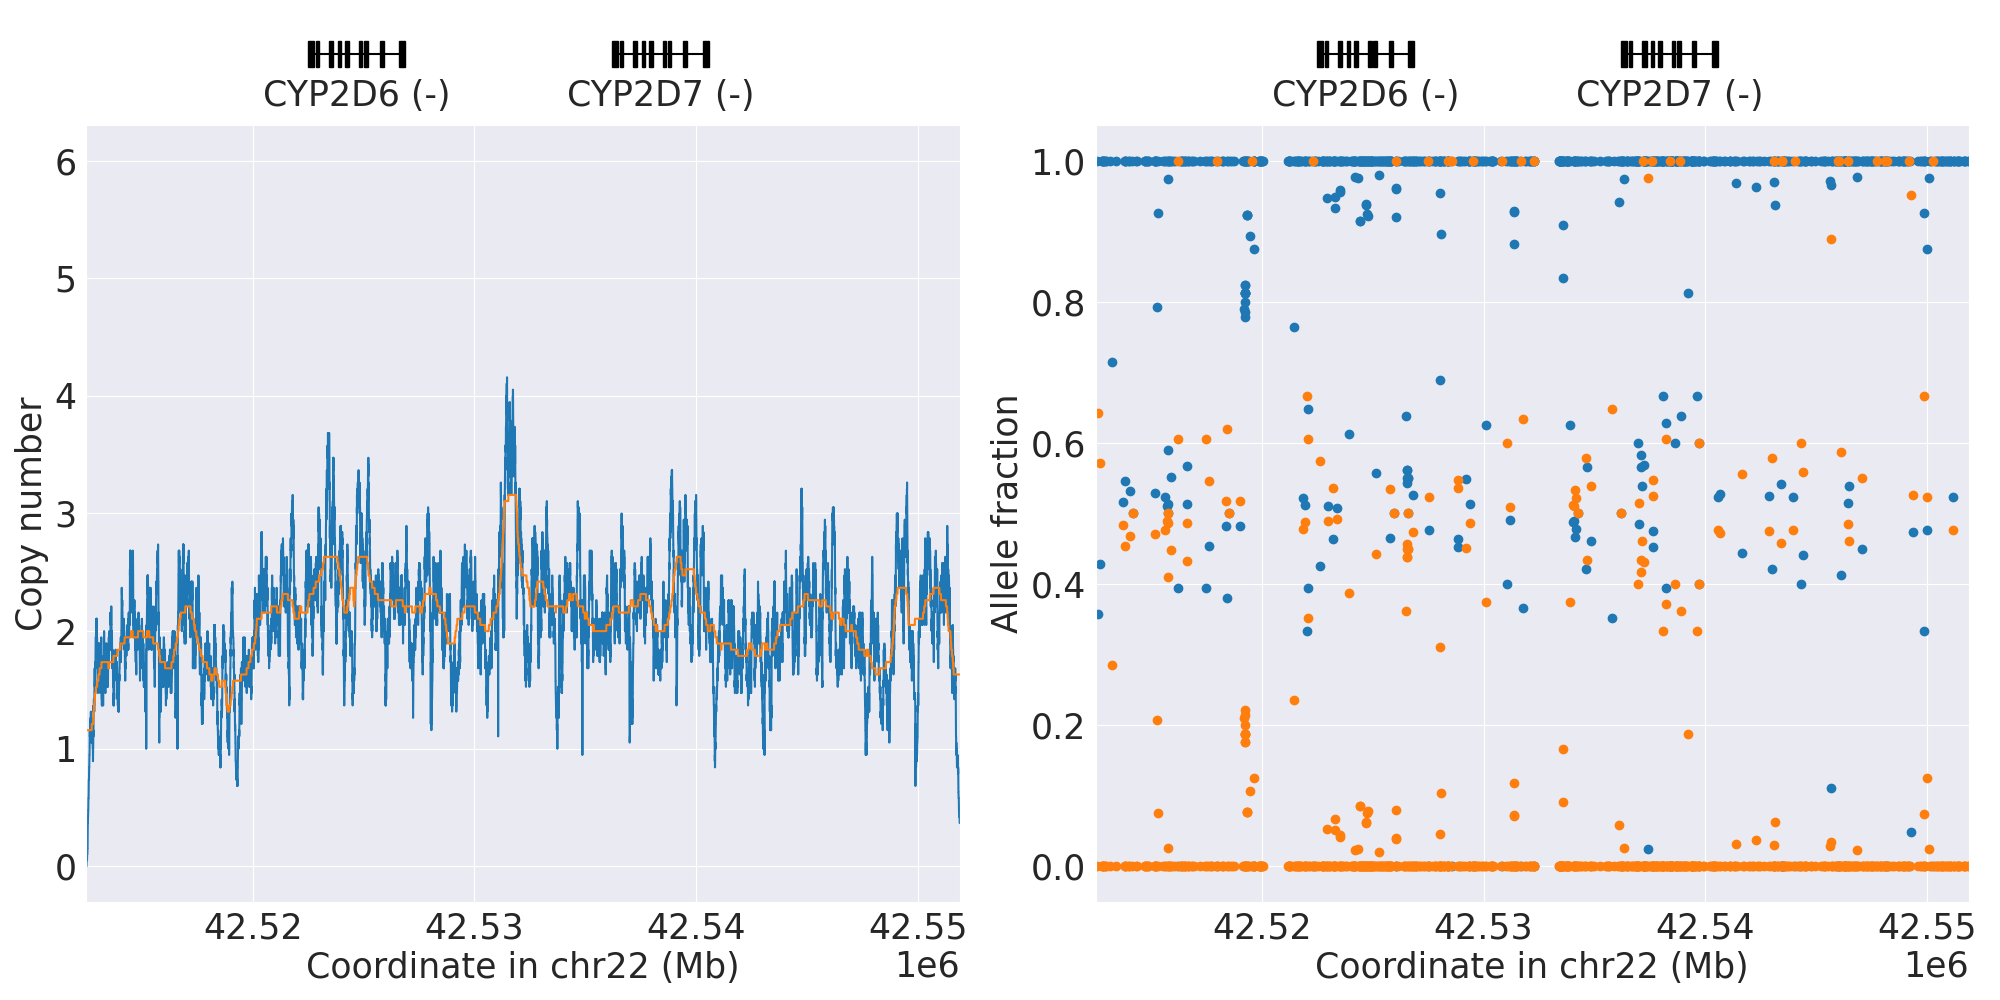 CYP2D6 (-) CYP2D7 (-)
6
5
4
3
2
1
0
Copy number
42.52 42.53 42.54 42.55
Coordinate in chr22 (Mb) 1e6
CYP2D6 (-) CYP2D7 (-)
1.0
0.8
0.6
0.4
0.2
0.0
Allele fraction
42.52 42.53 42.54 42.55
Coordinate in chr22 (Mb) 1e6